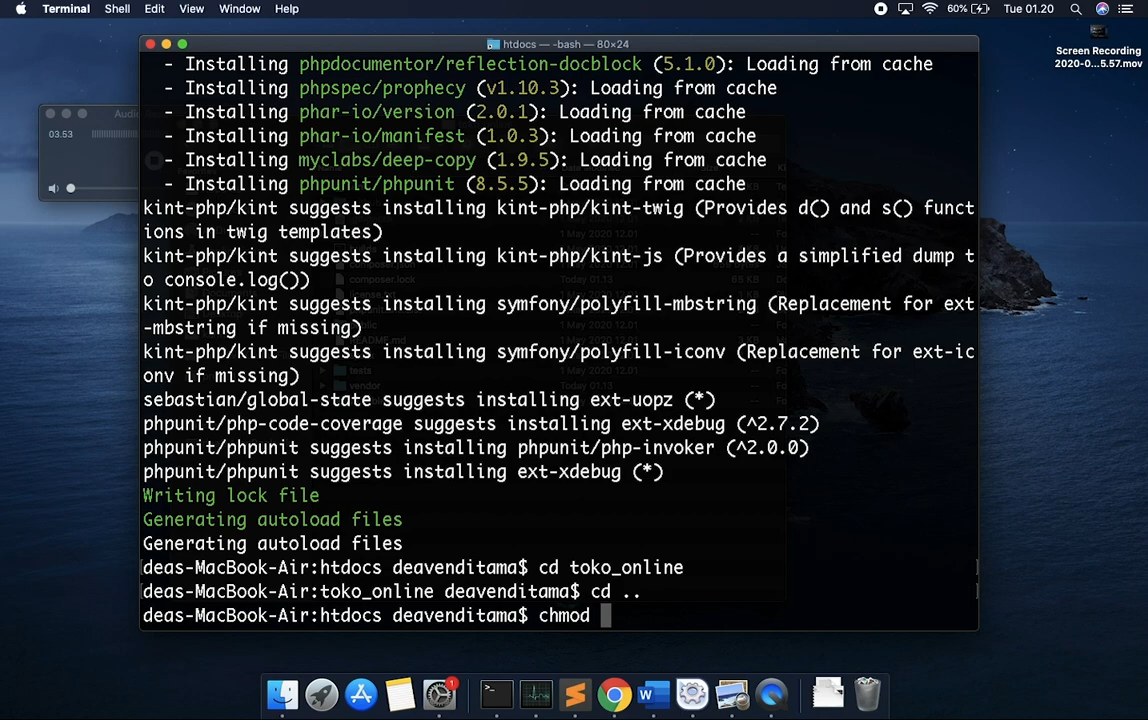 Terminal Shell Edit View Window Help 60% Tue 01.20
Screen Recording
2020-0...5.57.mov
htdocs — -bash — 80×24
03.53
- Installing phpdocumentor/reflection-docblock (5.1.0): Loading from cache
- Installing phpspec/prophecy (v1.10.3): Loading from cache
- Installing phar-io/version (2.0.1): Loading from cache
- Installing phar-io/manifest (1.0.3): Loading from cache
- Installing myclabs/deep-copy (1.9.5): Loading from cache
- Installing phpunit/phpunit (8.5.5): Loading from cache
kint-php/kint suggests installing kint-php/kint-twig (Provides d() and s() funct
ions in twig templates)
kint-php/kint suggests installing kint-php/kint-js (Provides a simplified dump t
o console.log())
kint-php/kint suggests installing symfony/polyfill-mbstring (Replacement for ext
-mbstring if missing)
kint-php/kint suggests installing symfony/polyfill-iconv (Replacement for ext-ic
onv if missing)
sebastian/global-state suggests installing ext-uopz (*)
phpunit/php-code-coverage suggests installing ext-xdebug (^2.7.2)
phpunit/phpunit suggests installing phpunit/php-invoker (^2.0.0)
phpunit/phpunit suggests installing ext-xdebug (*)
Writing lock file
Generating autoload files
Generating autoload files
deas-MacBook-Air:htdocs deavenditama$ cd toko_online
deas-MacBook-Air:toko_online deavenditama$ cd ..
deas-MacBook-Air:htdocs deavenditama$ chmod
1